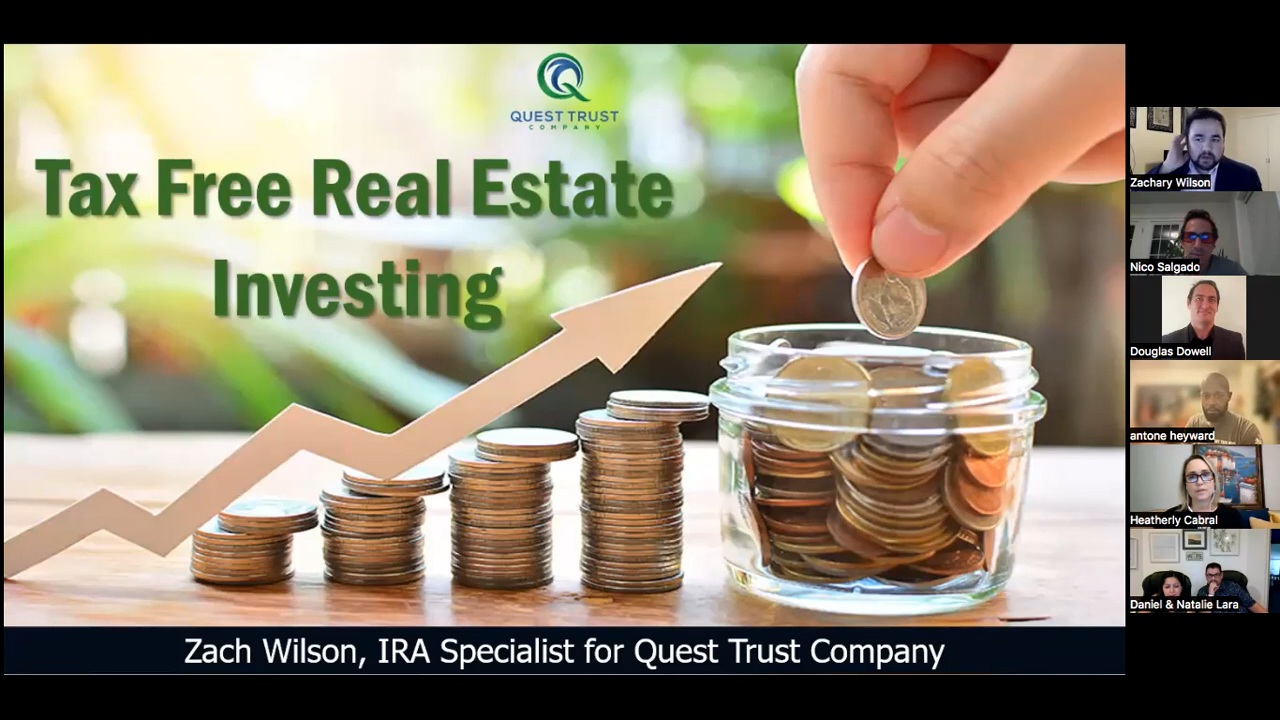 QUEST TRUST
COMPANY
Tax Free Real Estate
Investing
Zach Wilson, IRA Specialist for Quest Trust Company
Zachary Wilson
Nico Salgado
Douglas Dowell
antone heyward
Heatherly Cabral
Daniel & Natalie Lara